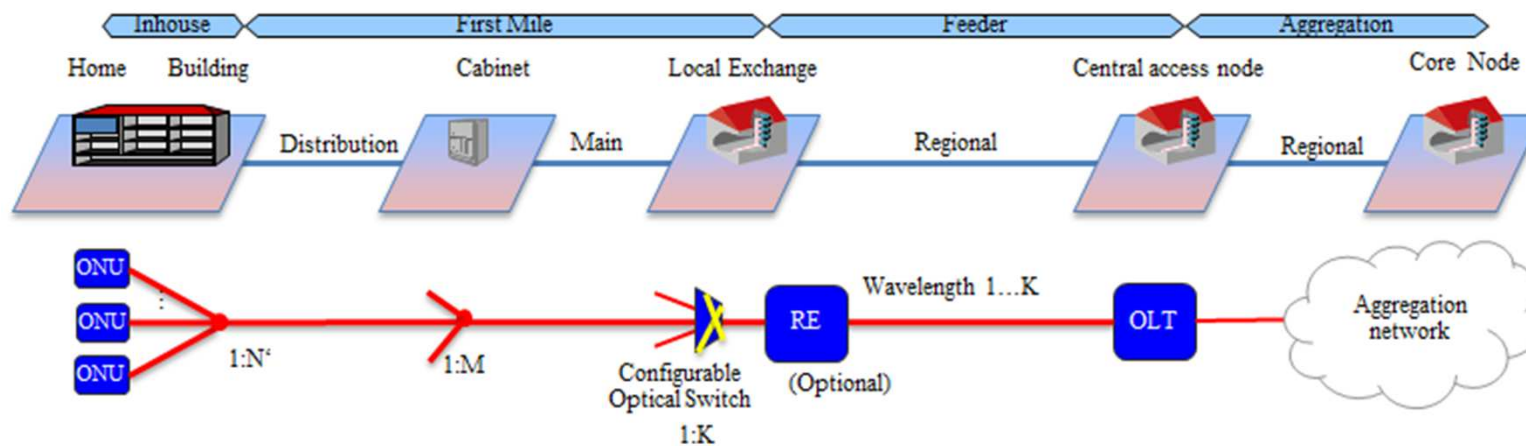 Inhouse First Mile Feeder Aggregation
Home Building Cabinet Local Exchange Central access node Core Node
Distribution Main Regional Regional
ONU
ONU
ONU
...
1:N‘
1:M
Configurable
Optical Switch
1:K
RE
(Optional)
Wavelength 1…K
OLT
Aggregation
network